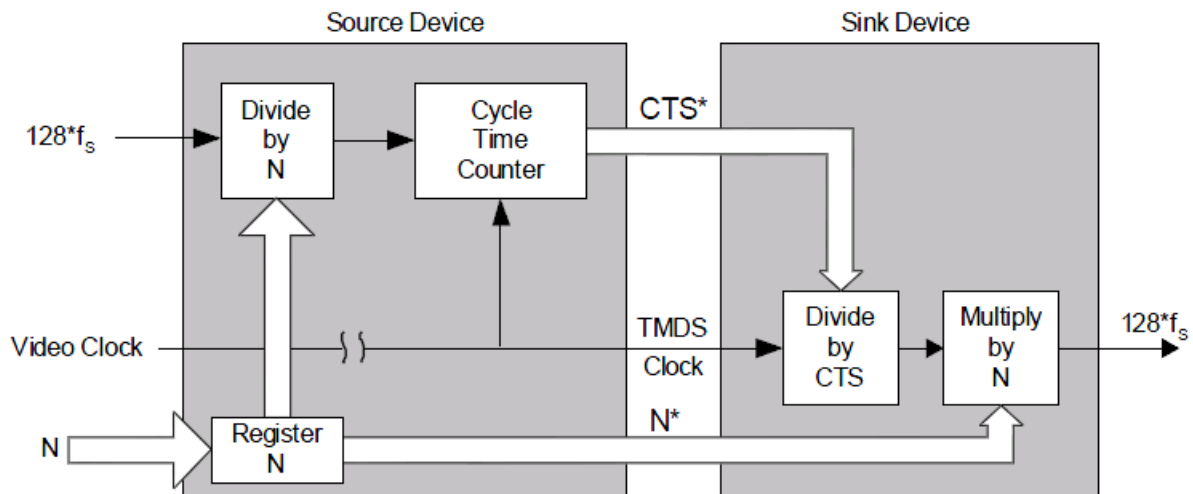 Source Device
Sink Device
128*fs
Divide
by
N
Cycle
Time
Counter
CTS*
Video Clock
TMDS
Clock
Divide
by
CTS
Multiply
by
N
128*fs
N
Register
N
N*